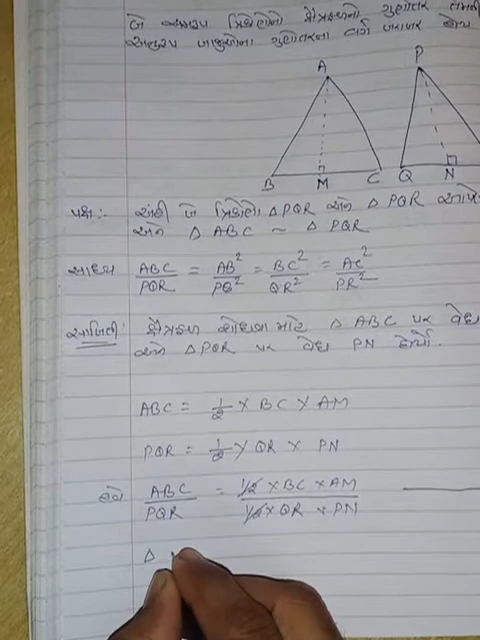 બે સમરૂપ ત્રિકોણોનો ક્ષેત્રફળનો ગુણોત્તર તેમની
અનુરૂપ બાજુઓના ગુણોત્તરના વર્ગ બરાબર હોય
A
P
B
M
C
Q
N
પક્ષ:- અહીં બે ત્રિકોણો △PQR અને △ PQR આપે
અને △ ABC ~ △ PQR
સાધ્ય ABC/PQR = AB²/PQ² = BC²/QR² = AC²/PR²
સાબિતી: ક્ષેત્રફળ શોધવા માટે △ ABC પર વેધ
અને △PQR પર વેધ PN દોર્યો.
ABC = 1/2 × BC × AM
PQR = 1/2 × QR × PN
હવે ABC/PQR = 1/2 × BC × AM/1/2 × QR × PN
△